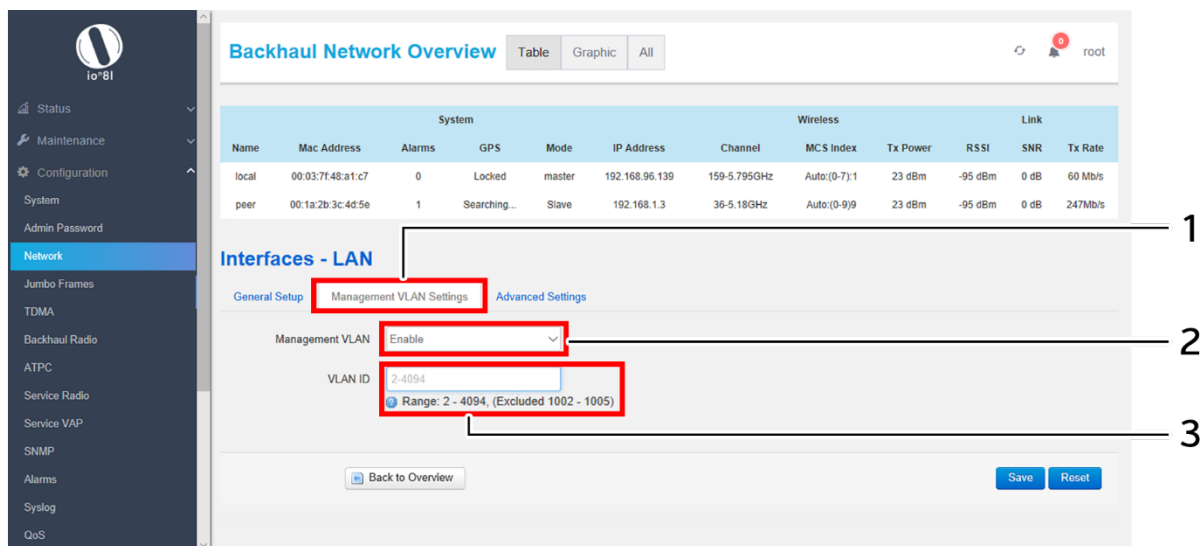 io°8I
Status
Maintenance
Configuration
System
Admin Password
Network
Jumbo Frames
TDMA
Backhaul Radio
ATPC
Service Radio
Service VAP
SNMP
Alarms
Syslog
QoS
Backhaul Network Overview Table Graphic All 0 root
System Wireless Link
Name Mac Address Alarms GPS Mode IP Address Channel MCS Index Tx Power RSSI SNR Tx Rate
local 00:03:7f:48:a1:c7 0 Locked master 192.168.96.139 159-5.795GHz Auto:(0-7):1 23 dBm -95 dBm 0 dB 60 Mb/s
peer 00:1a:2b:3c:4d:5e 1 Searching... Slave 192.168.1.3 36-5.18GHz Auto:(0-9)9 23 dBm -95 dBm 0 dB 247Mb/s
1
Interfaces - LAN
General Setup Management VLAN Settings Advanced Settings
Management VLAN Enable
2
VLAN ID 2-4094
Range: 2 - 4094, (Excluded 1002 - 1005)
3
Back to Overview Save Reset